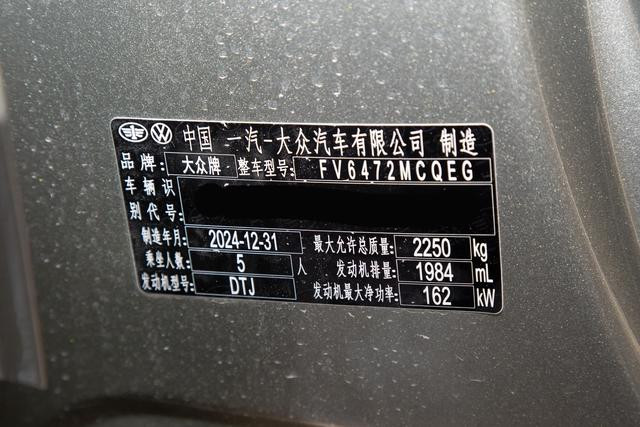 中国 一汽-大众汽车有限公司 制造
品牌: 大众牌 整车型号: FV6472MCQEG
车辆识
别代号:
制造年月: 2024-12-31 最大允许总质量: 2250 kg
乘坐人数: 5 人 发动机排量: 1984 mL
发动机型号: DTJ 发动机最大净功率: 162 kW